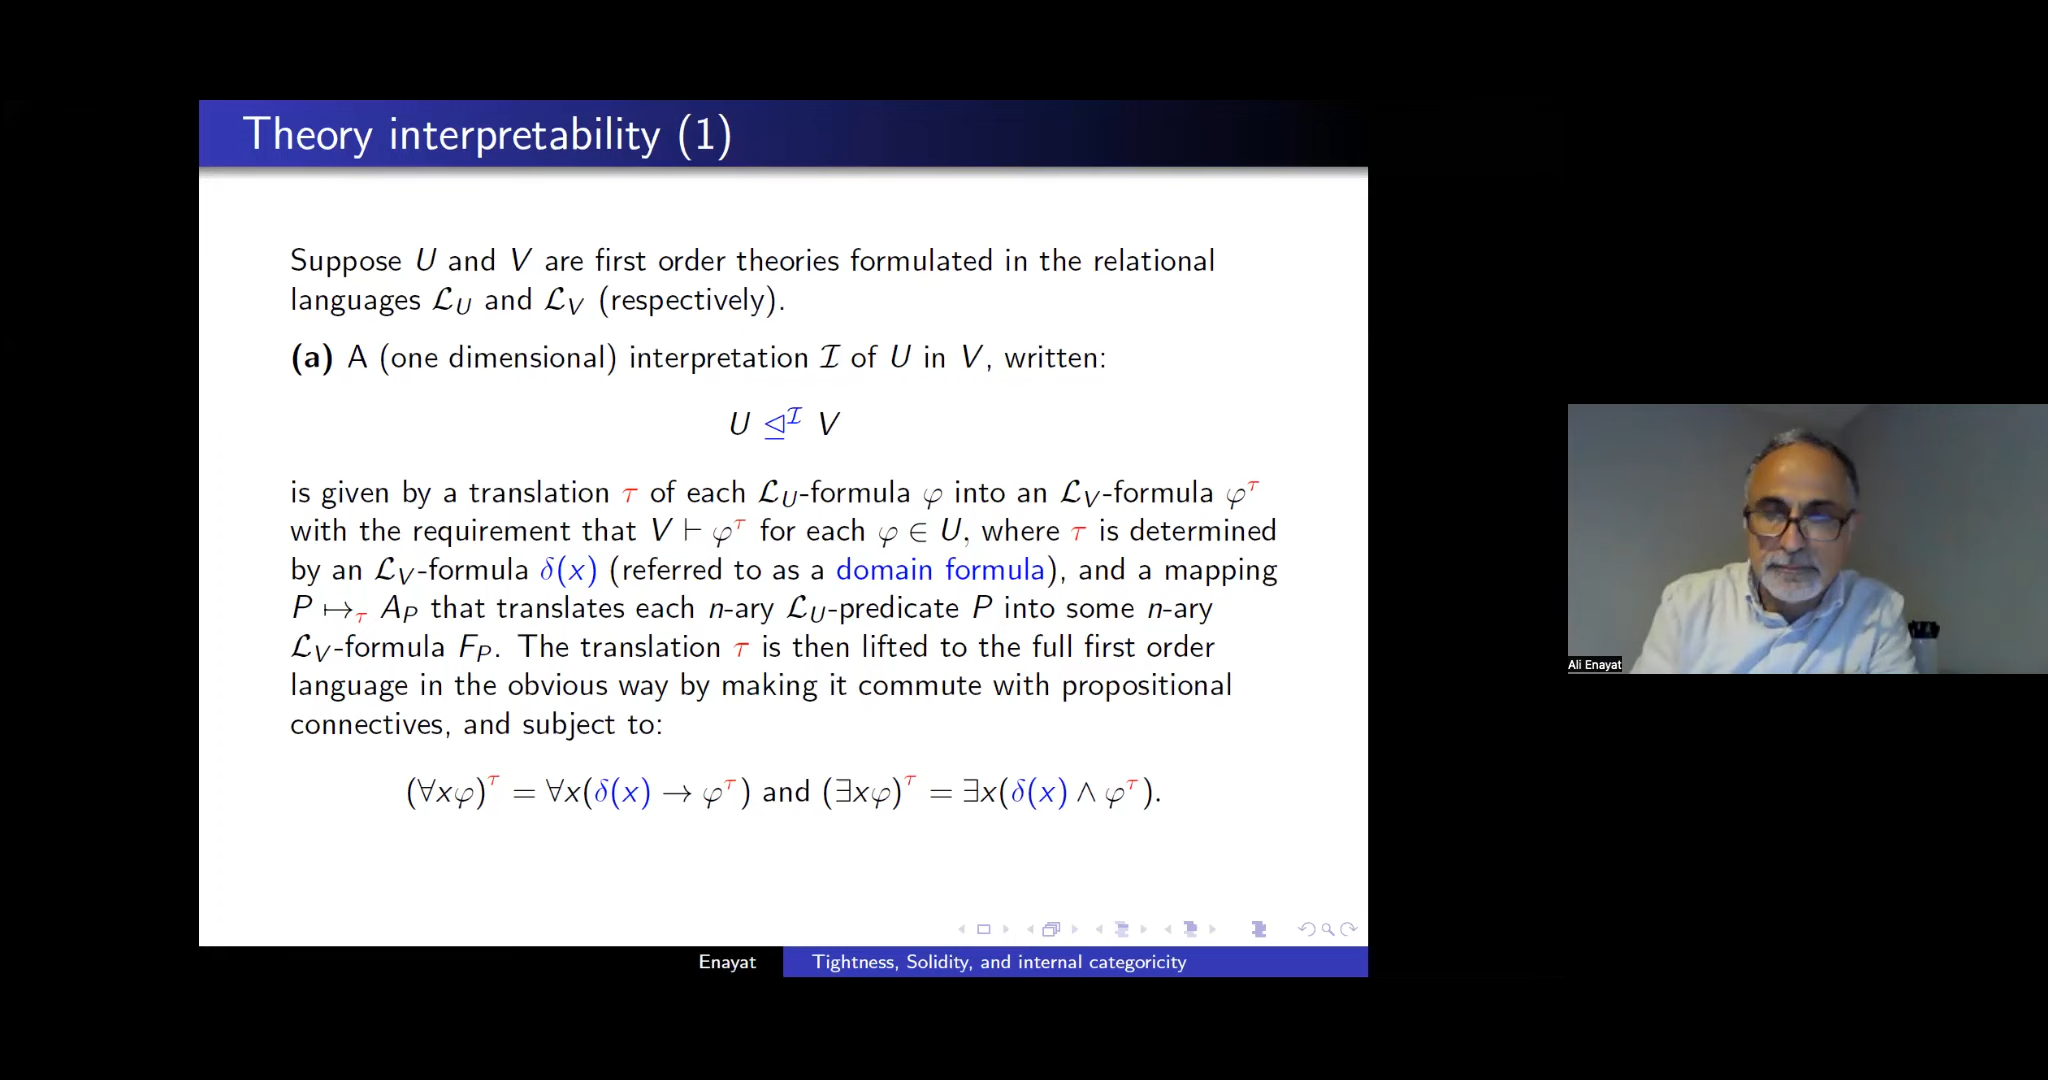 Theory interpretability (1)
Suppose U and V are first order theories formulated in the relational
languages ℒ_U and ℒ_V (respectively).
(a) A (one dimensional) interpretation ℐ of U in V, written:
U ⊴^ℐ V
is given by a translation τ of each ℒ_U-formula φ into an ℒ_V-formula φ^τ
with the requirement that V ⊢ φ^τ for each φ ∈ U, where τ is determined
by an ℒ_V-formula δ(x) (referred to as a domain formula), and a mapping
P ↦_τ A_P that translates each n-ary ℒ_U-predicate P into some n-ary
ℒ_V-formula F_P. The translation τ is then lifted to the full first order
language in the obvious way by making it commute with propositional
connectives, and subject to:
(∀xφ)^τ = ∀x(δ(x) → φ^τ) and (∃xφ)^τ = ∃x(δ(x) ∧ φ^τ).
Enayat Tightness, Solidity, and internal categoricity
Ali Enayat